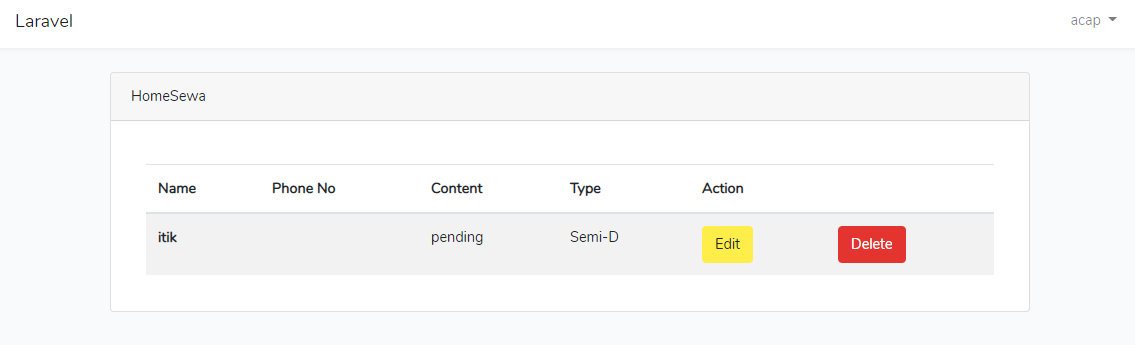 Laravel acap
HomeSewa
Name Phone No Content Type Action
itik pending Semi-D Edit Delete